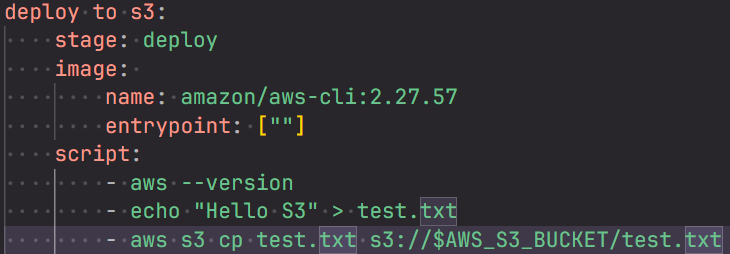 deploy to s3:
    stage: deploy
    image:
        name: amazon/aws-cli:2.27.57
        entrypoint: [""]
    script:
        - aws --version
        - echo "Hello S3" > test.txt
        - aws s3 cp test.txt s3://$AWS_S3_BUCKET/test.txt